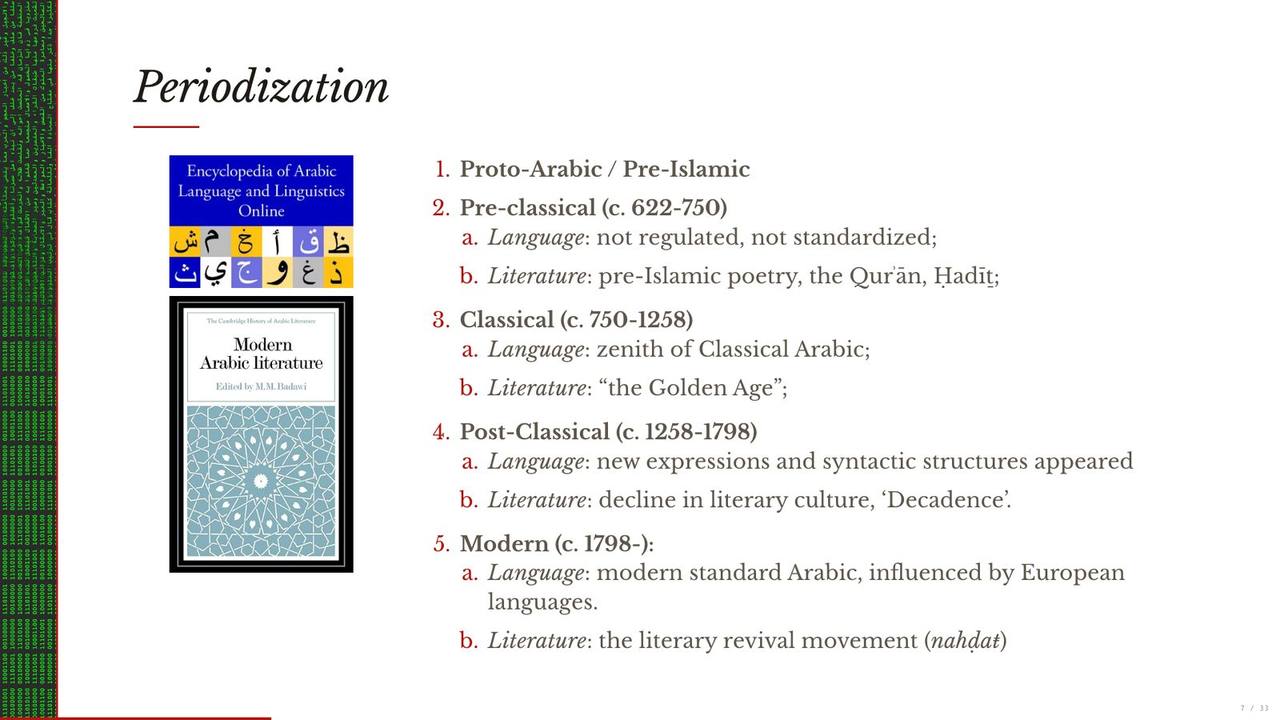 Periodization
Encyclopedia of Arabic
Language and Linguistics
Online
ش م خ أ ق ظ
ث ي ج و غ ذ
The Cambridge History of Arabic Literature
Modern
Arabic literature
Edited by M.M. Badawi
1. Proto-Arabic / Pre-Islamic
2. Pre-classical (c. 622-750)
a. Language: not regulated, not standardized;
b. Literature: pre-Islamic poetry, the Qurʾān, Ḥadīṯ;
3. Classical (c. 750-1258)
a. Language: zenith of Classical Arabic;
b. Literature: “the Golden Age”;
4. Post-Classical (c. 1258-1798)
a. Language: new expressions and syntactic structures appeared
b. Literature: decline in literary culture, ‘Decadence’.
5. Modern (c. 1798-):
a. Language: modern standard Arabic, influenced by European
languages.
b. Literature: the literary revival movement (nahḍaŧ)
7 / 33